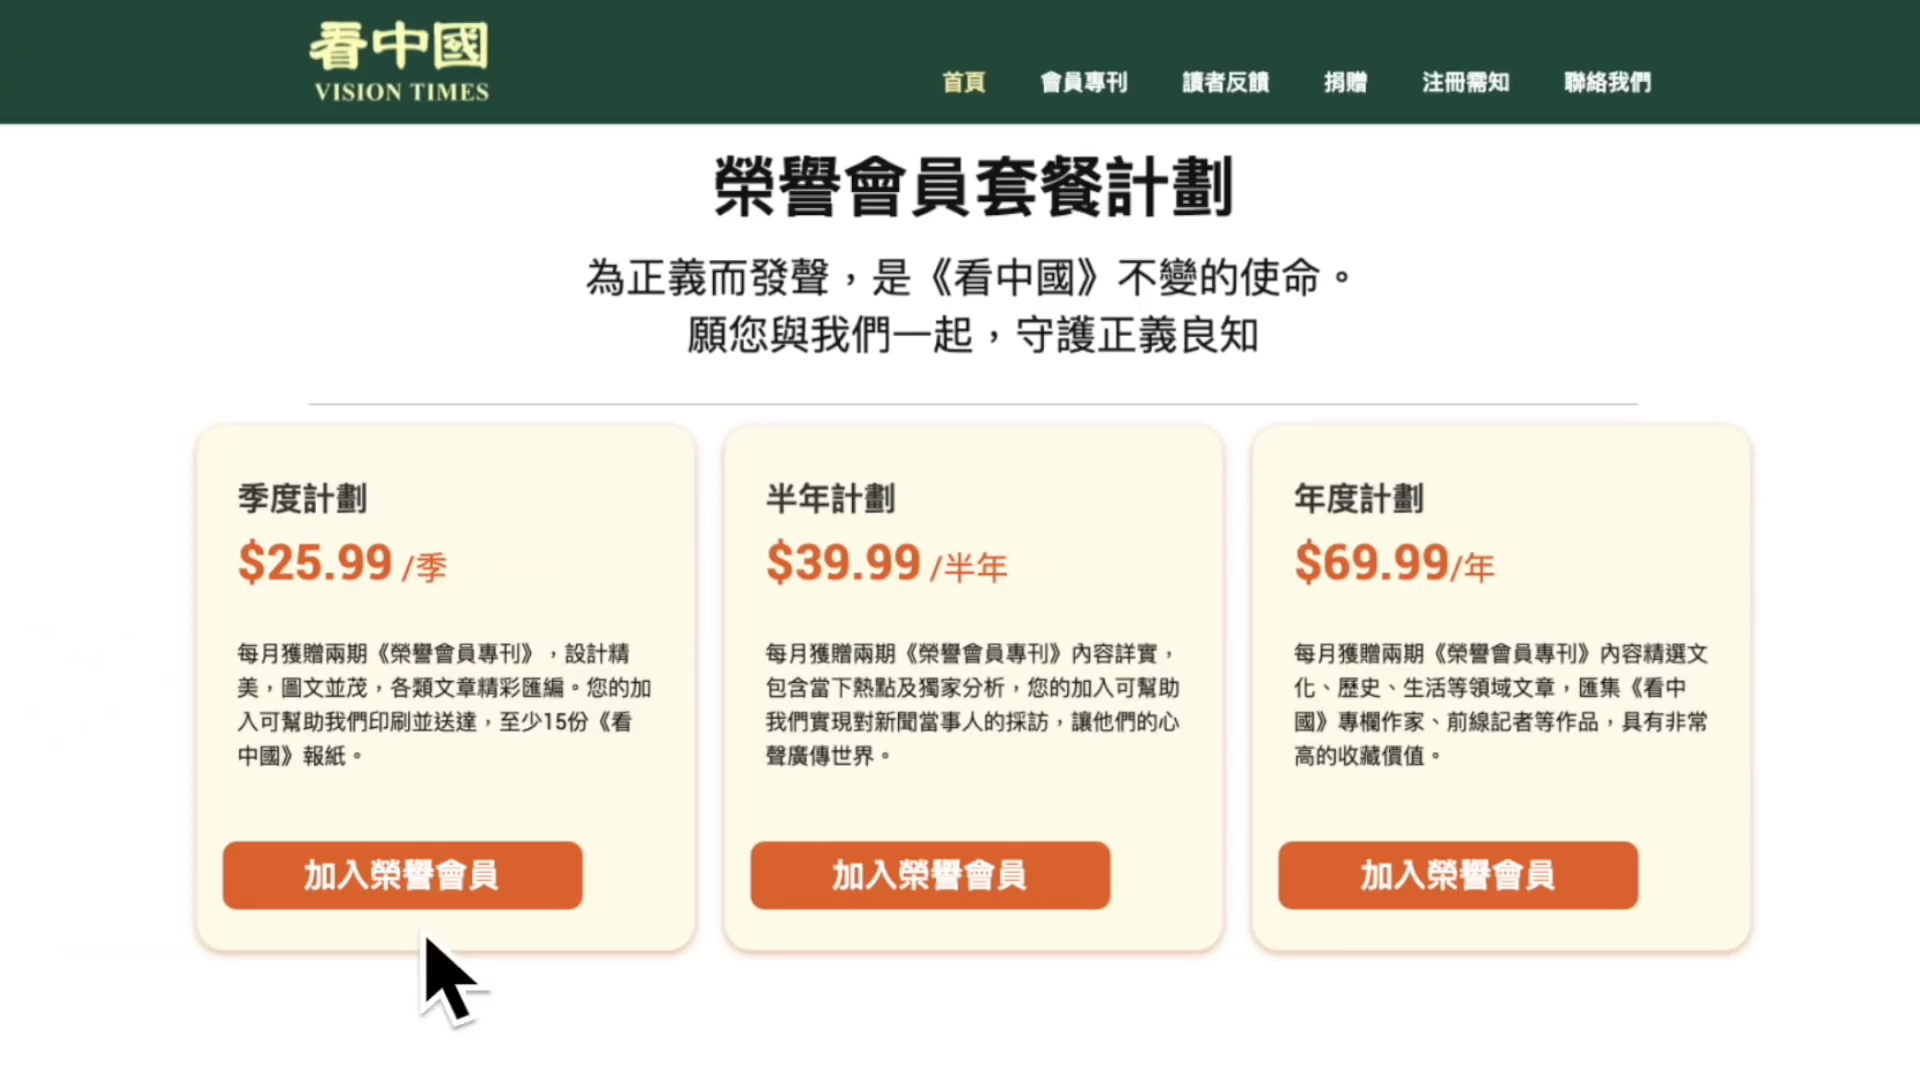 看中國
VISION TIMES
首頁 會員專刊 讀者反饋 捐贈 注冊需知 聯絡我們
榮譽會員套餐計劃
為正義而發聲，是《看中國》不變的使命。
願您與我們一起，守護正義良知
季度計劃
$25.99 /季
每月獲贈兩期《榮譽會員專刊》，設計精
美，圖文並茂，各類文章精彩匯編。您的加
入可幫助我們印刷並送達，至少15份《看
中國》報紙。
加入榮譽會員
半年計劃
$39.99 /半年
每月獲贈兩期《榮譽會員專刊》內容詳實，
包含當下熱點及獨家分析，您的加入可幫助
我們實現對新聞當事人的採訪，讓他們的心
聲廣傳世界。
加入榮譽會員
年度計劃
$69.99/年
每月獲贈兩期《榮譽會員專刊》內容精選文
化、歷史、生活等領域文章，匯集《看中
國》專欄作家、前線記者等作品，具有非常
高的收藏價值。
加入榮譽會員